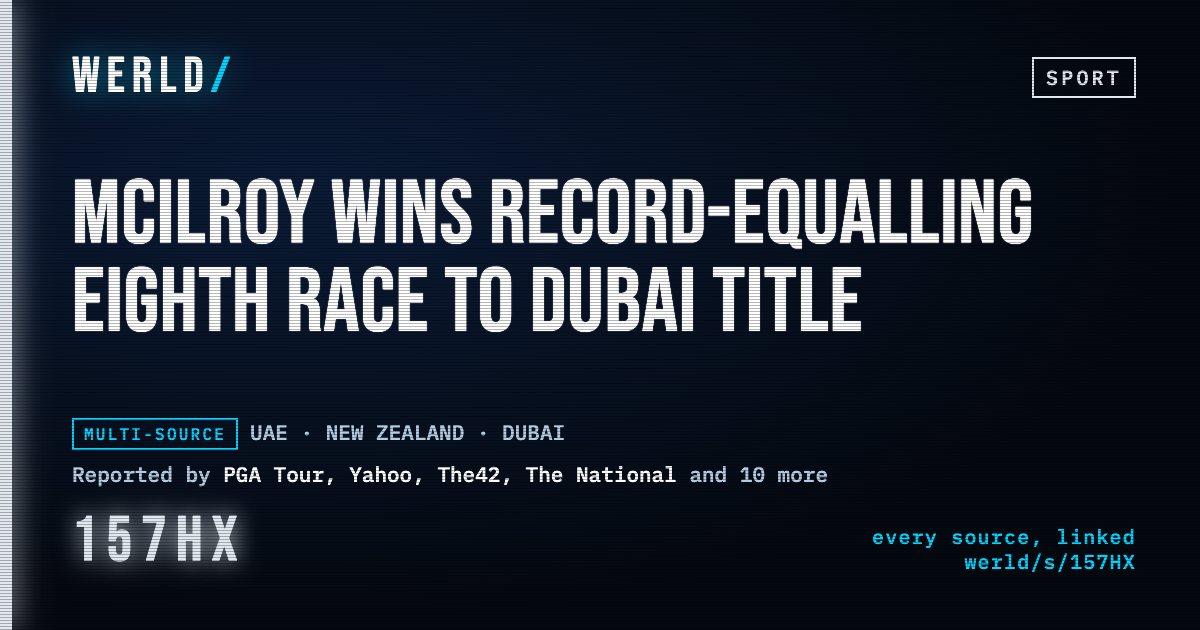 WERLD/
SPORT
MCILROY WINS RECORD-EQUALLING
EIGHTH RACE TO DUBAI TITLE
MULTI-SOURCE UAE · NEW ZEALAND · DUBAI
Reported by PGA Tour, Yahoo, The42, The National and 10 more
157HX
every source, linked
werld/s/157HX